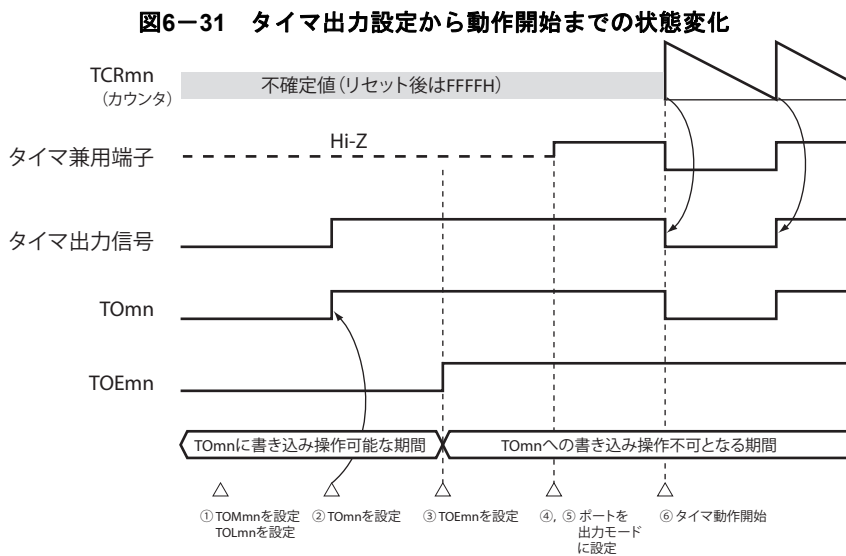 図6－31　タイマ出力設定から動作開始までの状態変化
TCRmn
（カウンタ）
不確定値（リセット後はFFFFH）
Hi-Z
タイマ兼用端子
タイマ出力信号
TOmn
TOEmn
TOmnに書き込み操作可能な期間
TOmnへの書き込み操作不可となる期間
① TOMmnを設定
TOLmnを設定
② TOmnを設定
③ TOEmnを設定
④, ⑤ ポートを
出力モード
に設定
⑥ タイマ動作開始